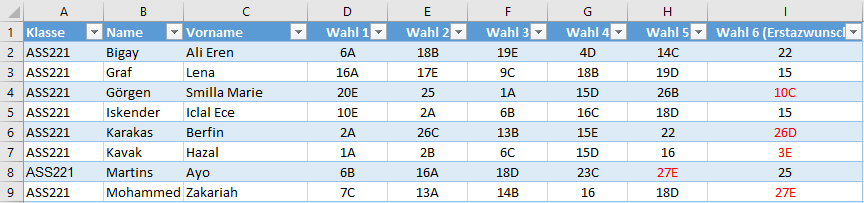 A B C D E F G H I
1 Klasse Name Vorname Wahl 1 Wahl 2 Wahl 3 Wahl 4 Wahl 5 Wahl 6 (Erstazwunsch
2 ASS221 Bigay Ali Eren 6A 18B 19E 4D 14C 22
3 ASS221 Graf Lena 16A 17E 9C 18B 19D 15
4 ASS221 Görgen Smilla Marie 20E 25 1A 15D 26B 10C
5 ASS221 Iskender Iclal Ece 10E 2A 6B 16C 18D 15
6 ASS221 Karakas Berfin 2A 26C 13B 15E 22 26D
7 ASS221 Kavak Hazal 1A 2B 6C 15D 16 3E
8 ASS221 Martins Ayo 6B 16A 18D 23C 27E 25
9 ASS221 Mohammed Zakariah 7C 13A 14B 16 18D 27E